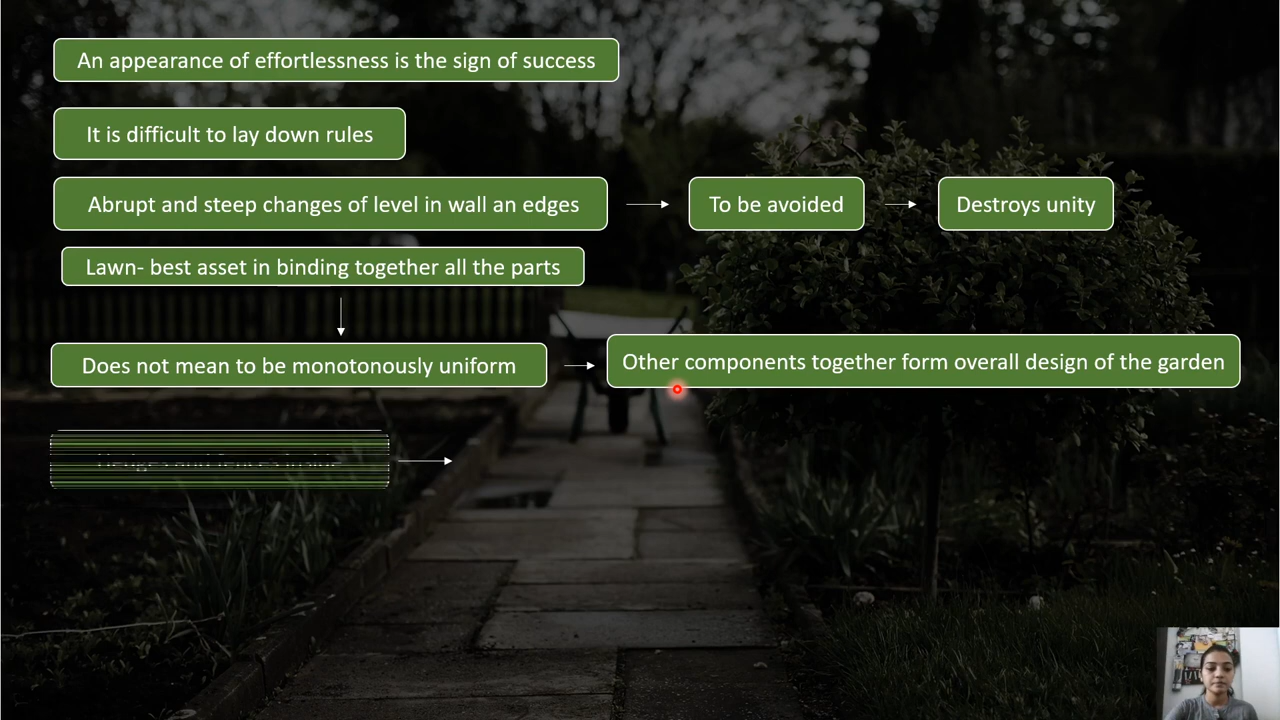 An appearance of effortlessness is the sign of success
It is difficult to lay down rules
Abrupt and steep changes of level in wall an edges
To be avoided
Destroys unity
Lawn- best asset in binding together all the parts
Does not mean to be monotonously uniform
Other components together form overall design of the garden